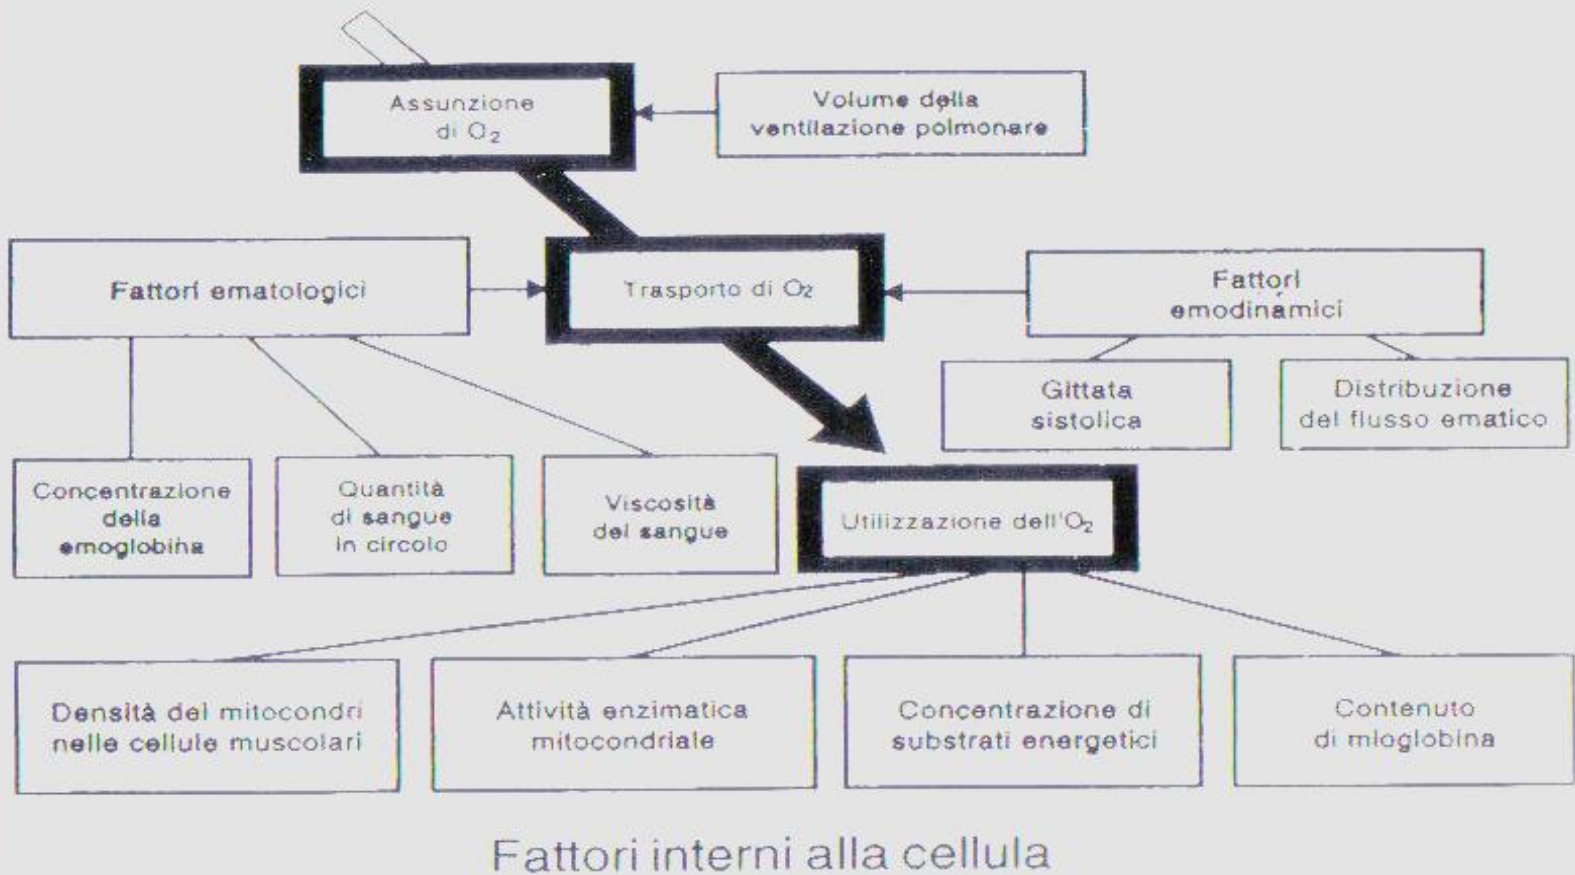 Assunzione
di O₂
Volume della
ventilazione polmonare
Fattori ematologici
Trasporto di O₂
Fattori
emodinamici
Gittata
sistolica
Distribuzione
del flusso ematico
Concentrazione
della
emoglobina
Quantità
di sangue
in circolo
Viscosità
del sangue
Utilizzazione dell'O₂
Densità dei mitocondri
nelle cellule muscolari
Attività enzimatica
mitocondriale
Concentrazione di
substrati energetici
Contenuto
di mioglobina
Fattori interni alla cellula